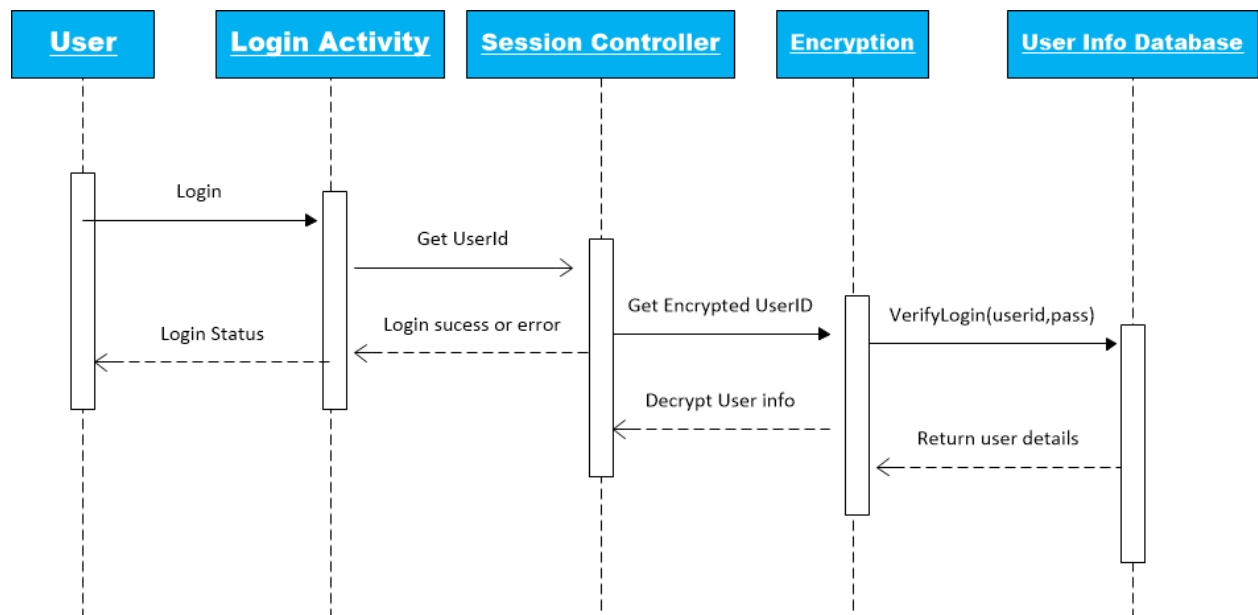 User
Login Activity
Session Controller
Encryption
User Info Database
Login
Get UserId
Get Encrypted UserID
VerifyLogin(userid,pass)
Login sucess or error
Login Status
Decrypt User info
Return user details